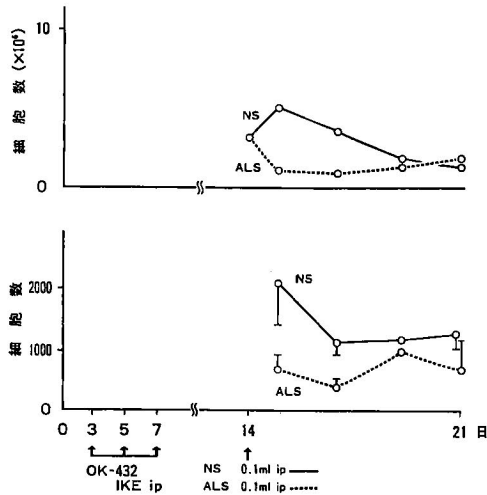 10
細胞数(×10⁶)
NS
ALS
0
細胞数
2000
NS
1000
ALS
0
0 3 5 7 14 21 日
OK-432
IKE ip
NS 0.1ml ip
ALS 0.1ml ip